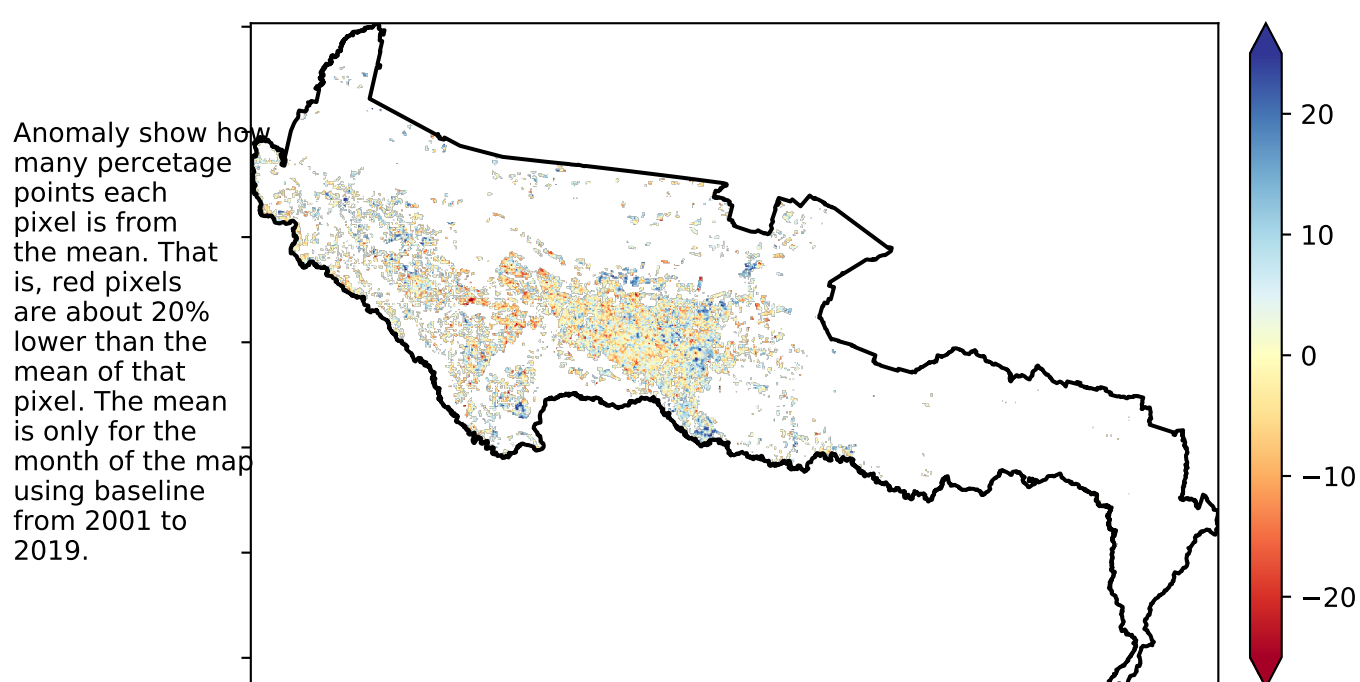 Anomaly show how
many percetage
points each
pixel is from
the mean. That
is, red pixels
are about 20%
lower than the
mean of that
pixel. The mean
is only for the
month of the map
using baseline
from 2001 to
2019.
20
10
0
−10
−20